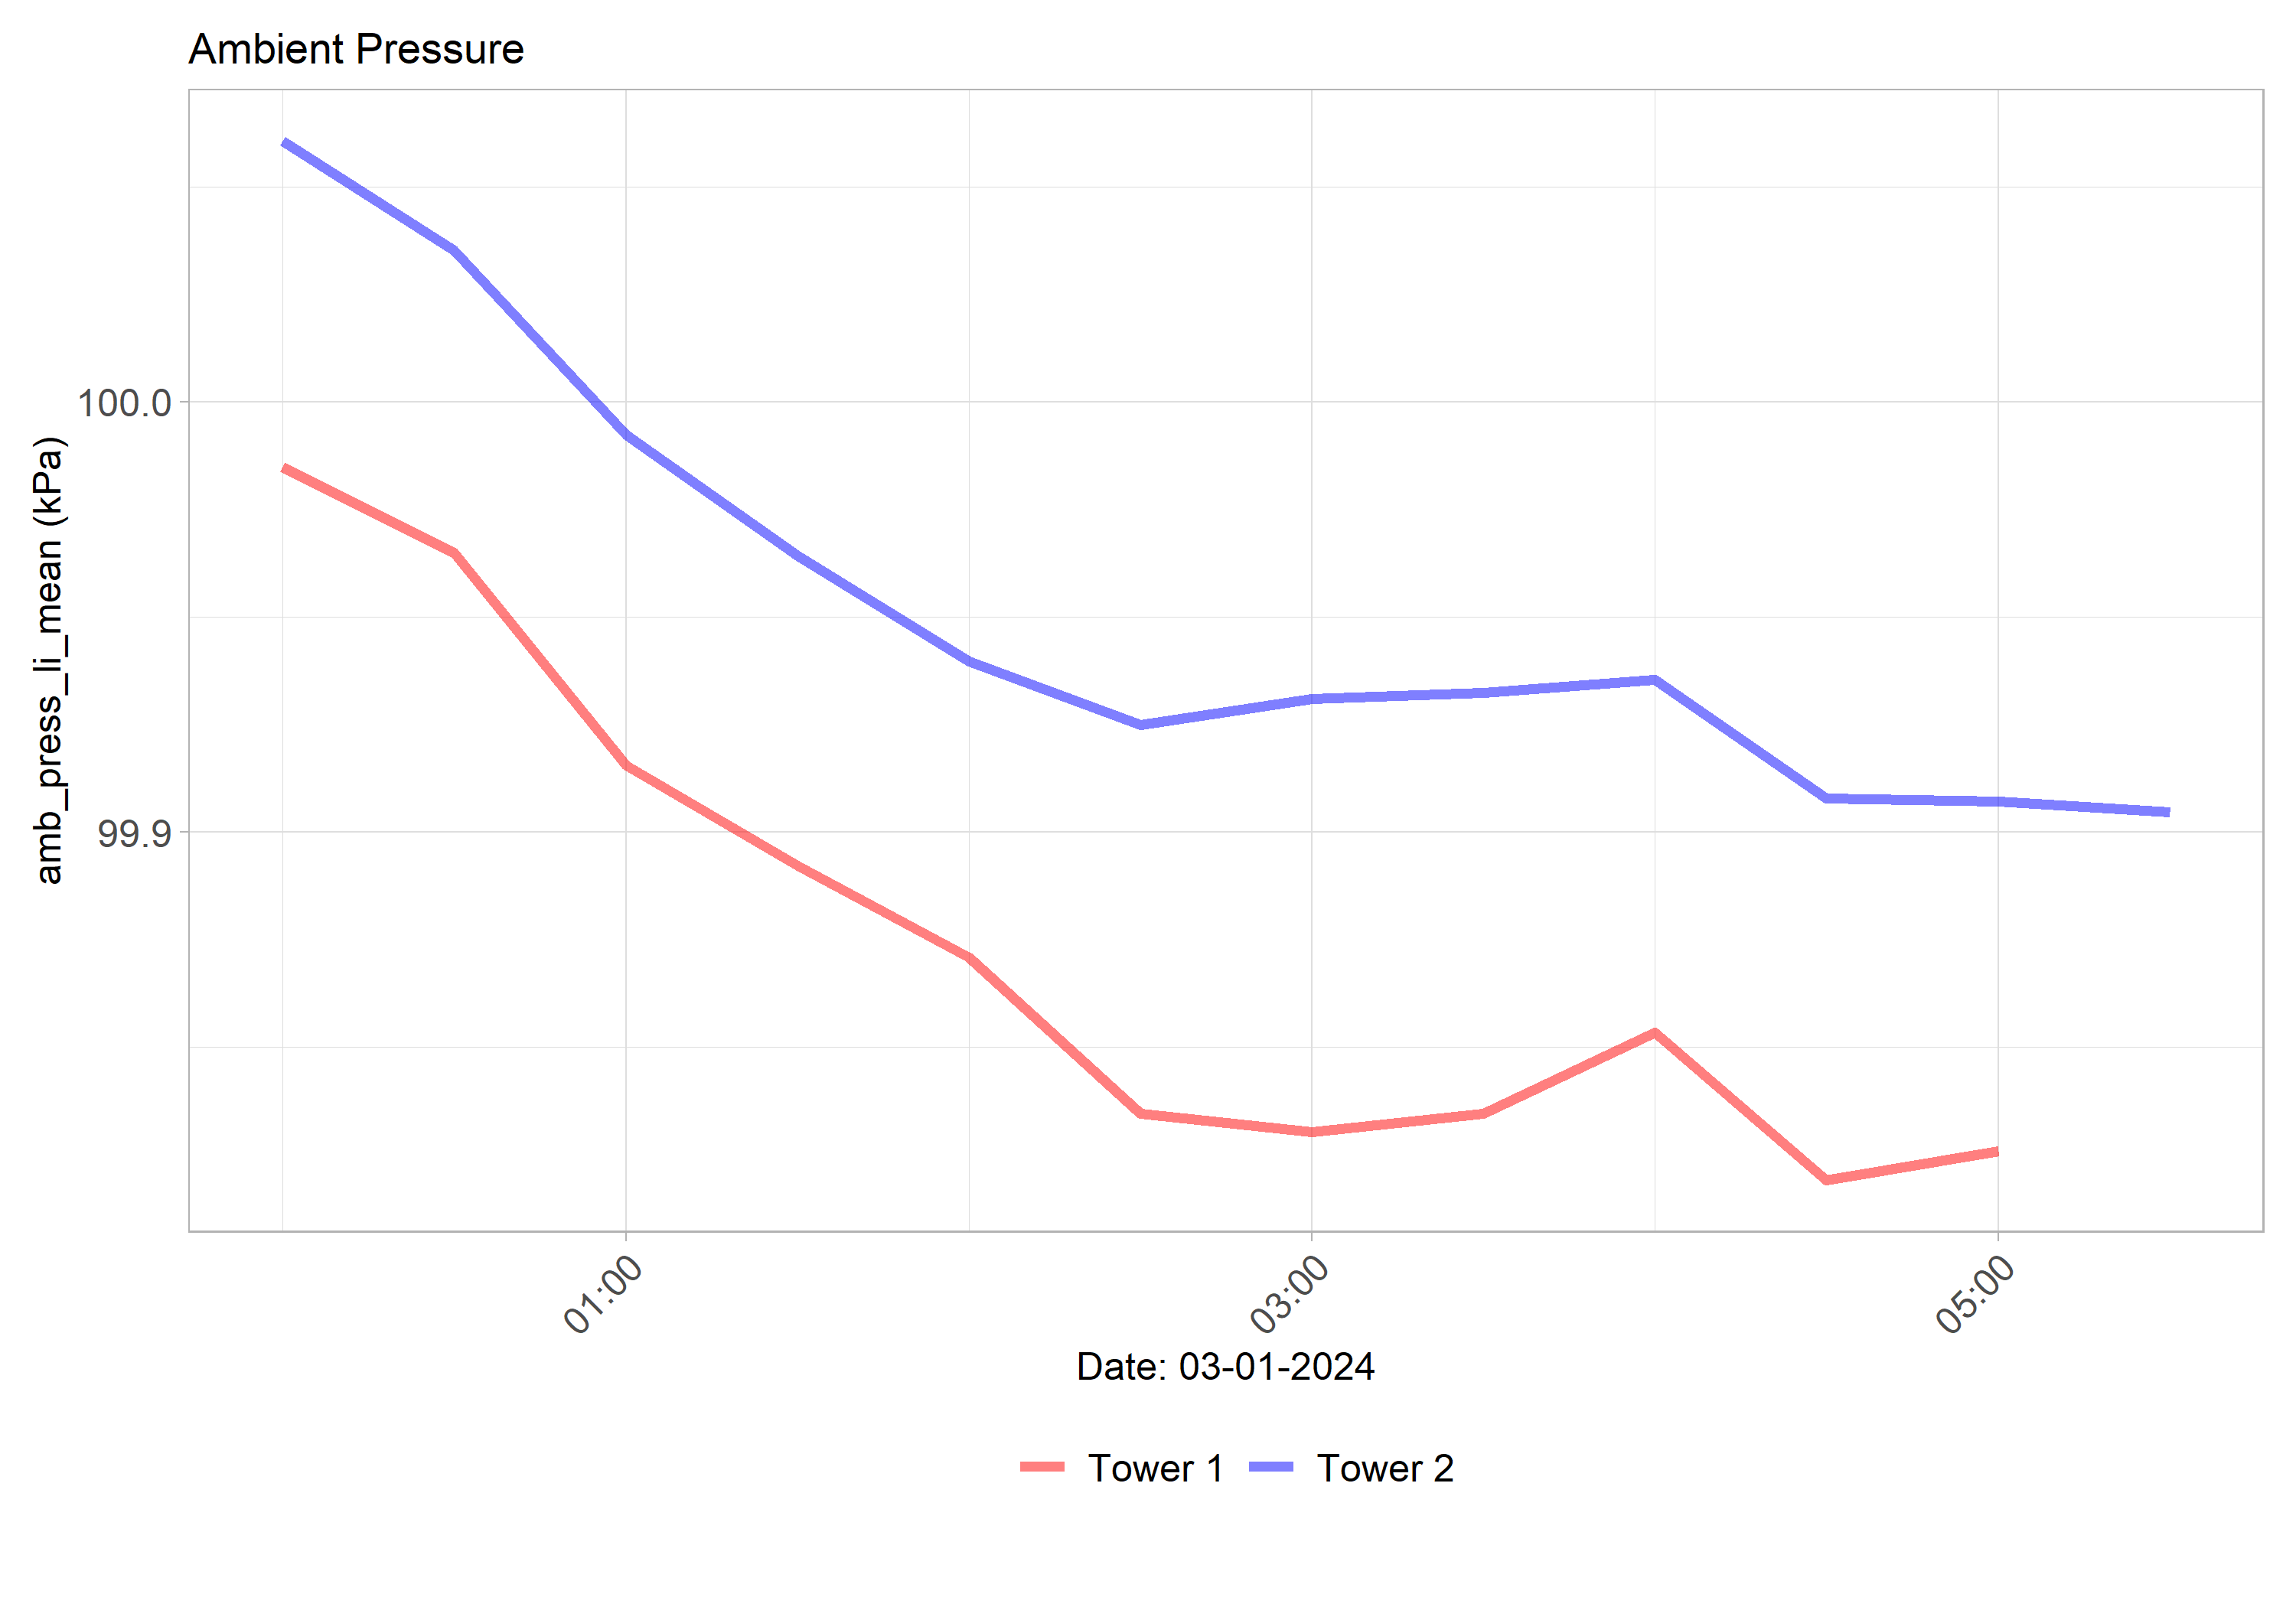 Ambient Pressure
amb_press_li_mean (kPa)
100.0
99.9
01:00
03:00
05:00
Date: 03-01-2024
Tower 1
Tower 2